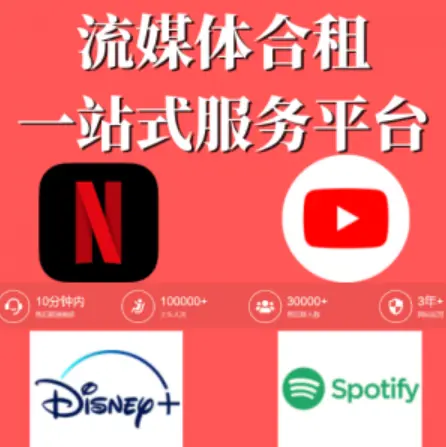 流媒体合租
一站式服务平台
N
10分钟内
100000+
30000+
3年+
Disney+
Spotify